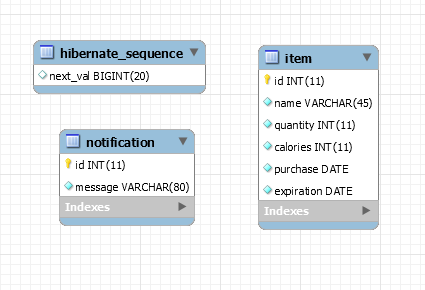 hibernate_sequence
next_val BIGINT(20)
notification
id INT(11)
message VARCHAR(80)
Indexes
item
id INT(11)
name VARCHAR(45)
quantity INT(11)
calories INT(11)
purchase DATE
expiration DATE
Indexes